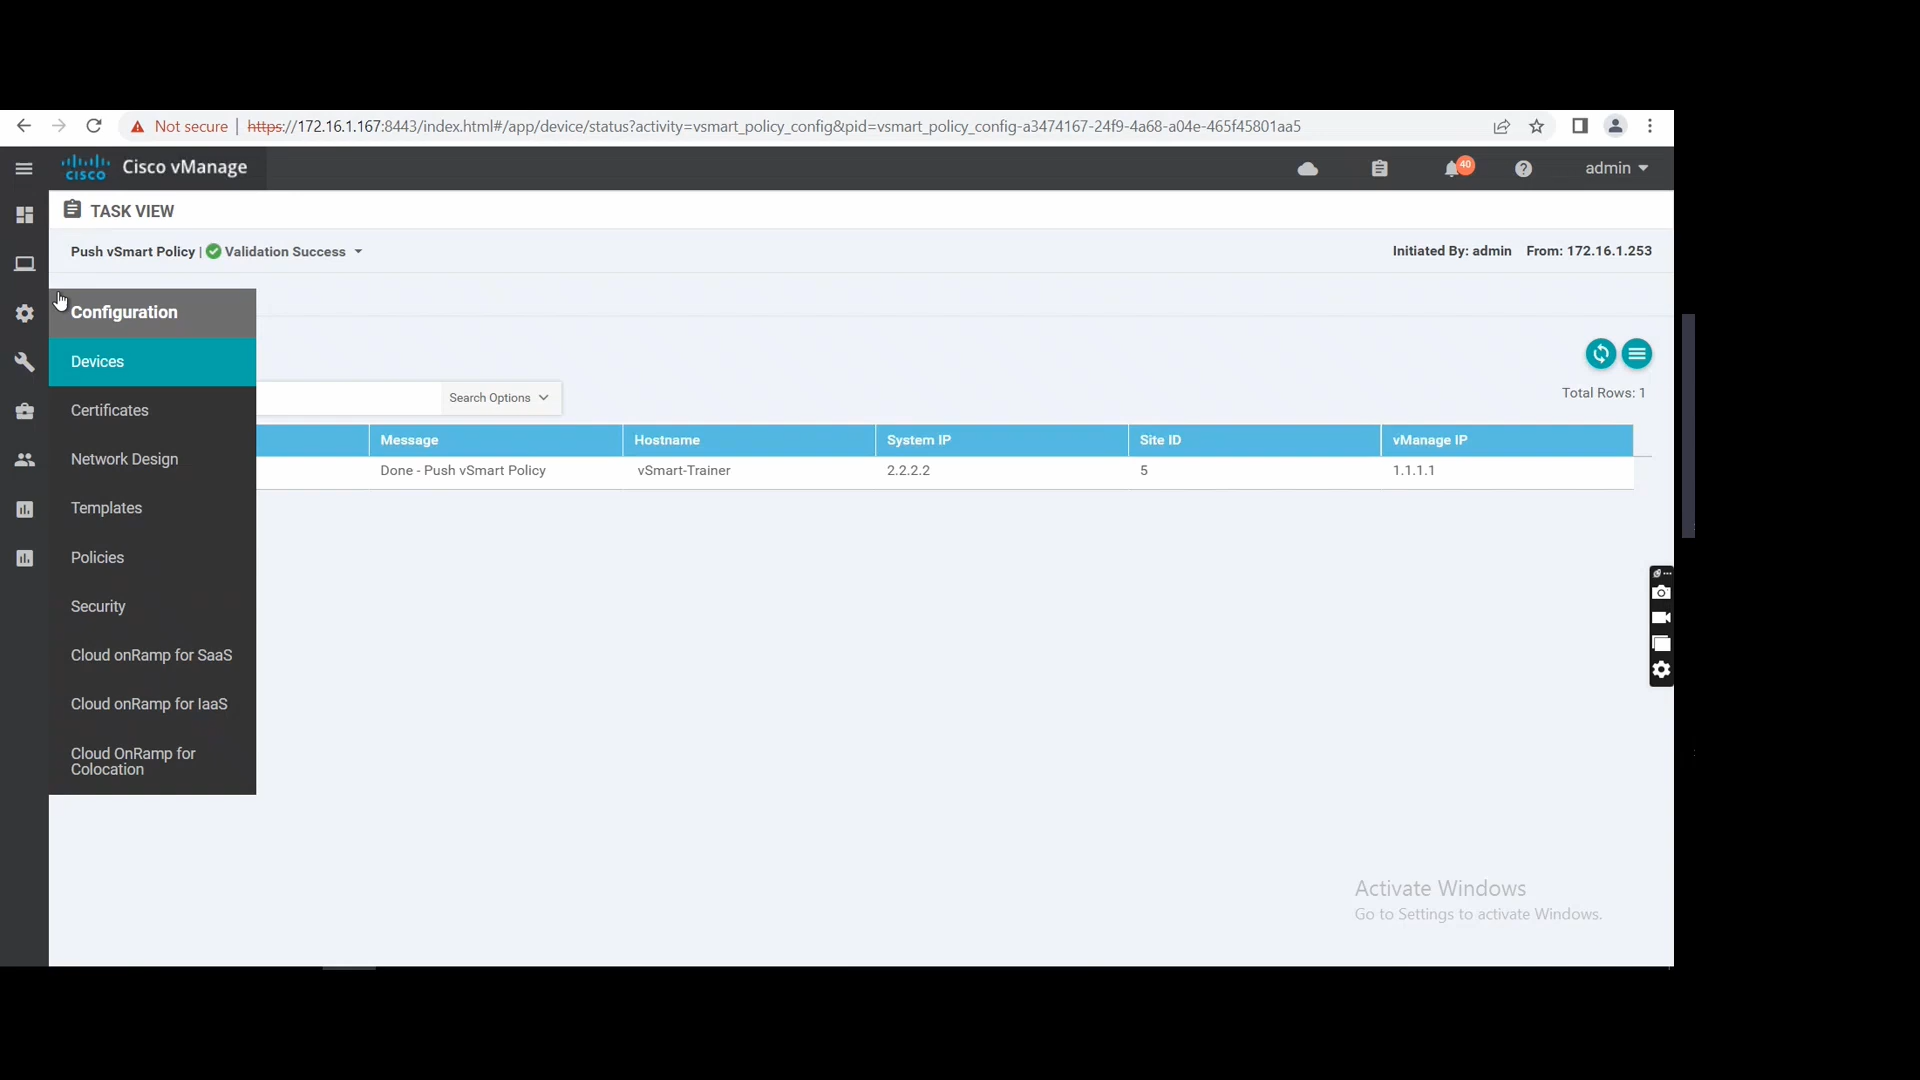 Not secure | https://172.16.1.167:8443/index.html#/app/device/status?activity=vsmart_policy_config&pid=vsmart_policy_config-a3474167-24f9-4a68-a04e-465f45801aa5
cisco Cisco vManage 40 admin
TASK VIEW
Push vSmart Policy | Validation Success Initiated By: admin From: 172.16.1.253
Configuration
Devices
Search Options Total Rows: 1
Certificates
Message Hostname System IP Site ID vManage IP
Network Design
Done - Push vSmart Policy vSmart-Trainer 2.2.2.2 5 1.1.1.1
Templates
Policies
Security
Cloud onRamp for SaaS
Cloud onRamp for IaaS
Cloud OnRamp for
Colocation
Activate Windows
Go to Settings to activate Windows.